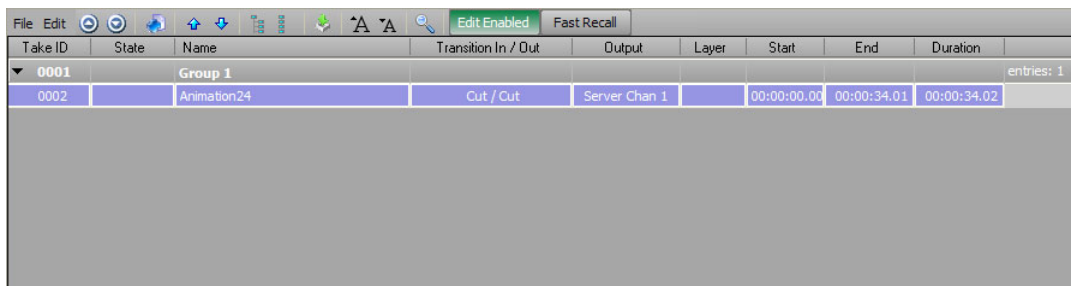 File Edit A A Edit Enabled Fast Recall
Take ID State Name Transition In / Out Output Layer Start End Duration
0001 Group 1 entries: 1
0002 Animation24 Cut / Cut Server Chan 1 00:00:00.00 00:00:34.01 00:00:34.02